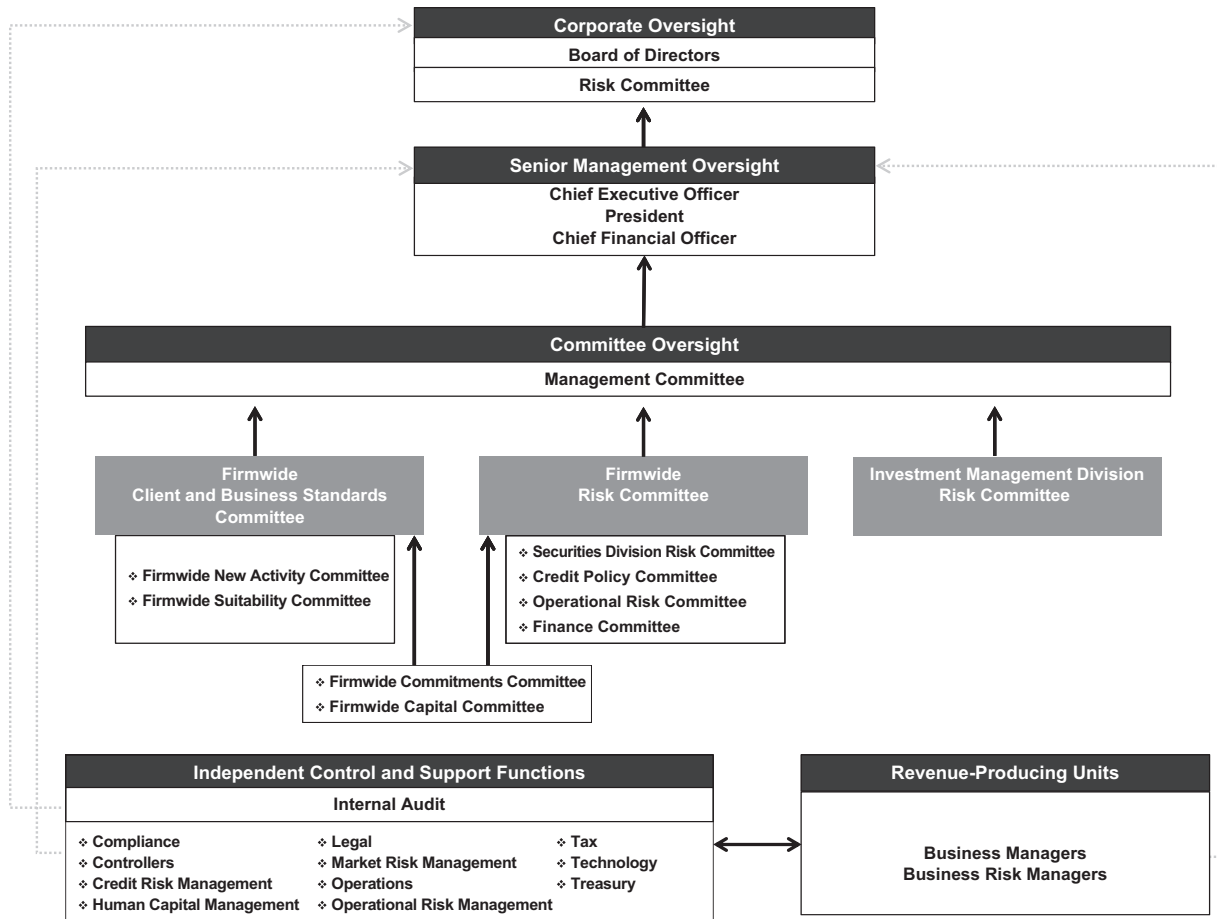 Corporate Oversight
Board of Directors
Risk Committee
Senior Management Oversight
Chief Executive Officer
President
Chief Financial Officer
Committee Oversight
Management Committee
Firmwide
Client and Business Standards
Committee
❖ Firmwide New Activity Committee
❖ Firmwide Suitability Committee
Firmwide
Risk Committee
❖ Securities Division Risk Committee
❖ Credit Policy Committee
❖ Operational Risk Committee
❖ Finance Committee
Investment Management Division
Risk Committee
❖ Firmwide Commitments Committee
❖ Firmwide Capital Committee
Independent Control and Support Functions
Internal Audit
❖ Compliance
❖ Controllers
❖ Credit Risk Management
❖ Human Capital Management
❖ Legal
❖ Market Risk Management
❖ Operations
❖ Operational Risk Management
❖ Tax
❖ Technology
❖ Treasury
Revenue-Producing Units
Business Managers
Business Risk Managers